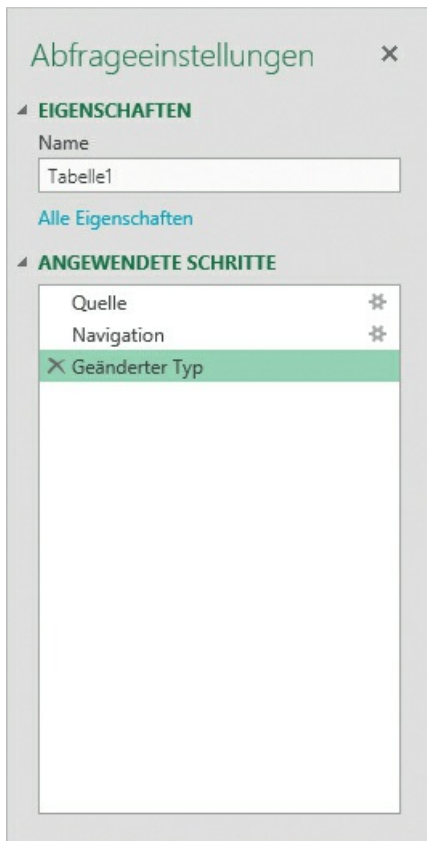 Abfrageeinstellungen
EIGENSCHAFTEN
Name
Tabelle1
Alle Eigenschaften
ANGEWENDETE SCHRITTE
Quelle
Navigation
Geänderter Typ